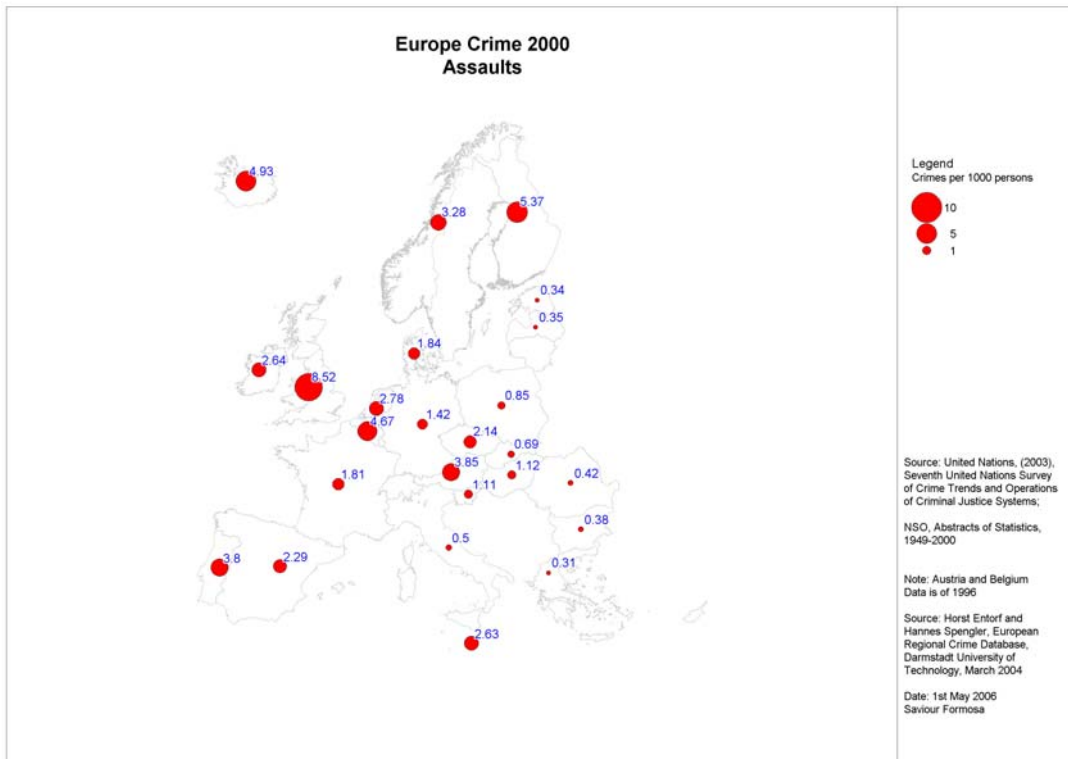 Europe Crime 2000
Assaults
4.93
3.28
5.37
0.34
0.35
1.84
2.64
8.52
2.78
0.85
4.67
1.42
2.14
0.69
3.85
1.12
1.81
1.11
0.42
0.38
0.5
3.8
2.29
0.31
2.63
Legend
Crimes per 1000 persons
10
5
1
Source: United Nations, (2003),
Seventh United Nations Survey
of Crime Trends and Operations
of Criminal Justice Systems;
NSO, Abstracts of Statistics,
1949-2000
Note: Austria and Belgium
Data is of 1996
Source: Horst Entorf and
Hannes Spengler, European
Regional Crime Database,
Darmstadt University of
Technology, March 2004
Date: 1st May 2006
Saviour Formosa